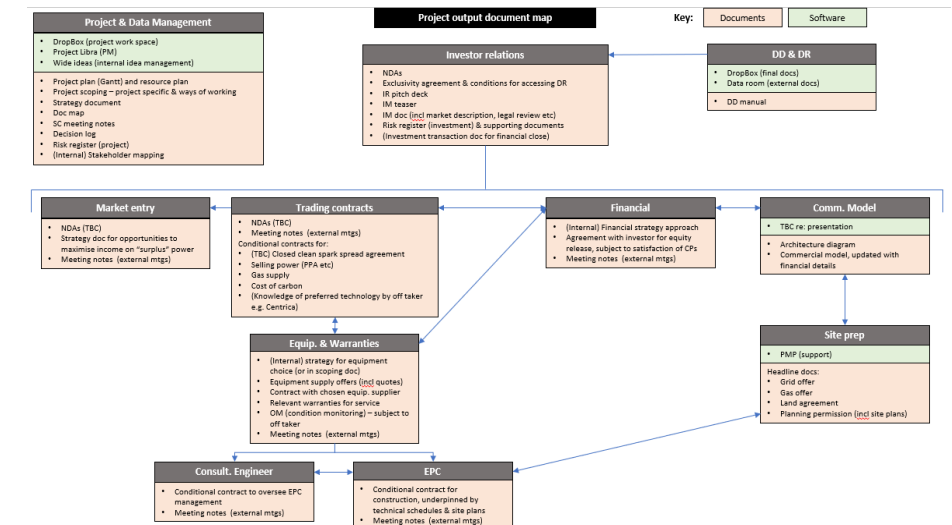 Project output document map
Key:
Documents
Software
Project & Data Management
• DropBox (project work space)
• Project Libra (PM)
• Wide ideas (internal idea management)
• Project plan (Gantt) and resource plan
• Project scoping – project specific & ways of working
• Strategy document
• Doc map
• SC meeting notes
• Decision log
• Risk register (project)
• (Internal) Stakeholder mapping
Investor relations
• NDAs
• Exclusivity agreement & conditions for accessing DR
• IR pitch deck
• IM teaser
• IM doc (incl market description, legal review etc)
• Risk register (investment) & supporting documents
• (Investment transaction doc for financial close)
DD & DR
• DropBox (final docs)
• Data room (external docs)
• DD manual
Market entry
• NDAs (TBC)
• Strategy doc for opportunities to
maximise income on "surplus" power
• Meeting notes (external mtgs)
Trading contracts
• NDAs (TBC)
• Meeting notes (external mtgs)
Conditional contracts for:
• (TBC) Closed clean spark spread agreement
• Selling power (PPA etc)
• Gas supply
• Cost of carbon
• (Knowledge of preferred technology by off taker
e.g. Centrica)
Financial
• (Internal) Financial strategy approach
• Agreement with investor for equity
release, subject to satisfaction of CPs
• Meeting notes (external mtgs)
Comm. Model
• TBC re: presentation
• Architecture diagram
• Commercial model, updated with
financial details
Equip. & Warranties
• (Internal) strategy for equipment
choice (or in scoping doc)
• Equipment supply offers (incl quotes)
• Contract with chosen equip. supplier
• Relevant warranties for service
• OM (condition monitoring) – subject to
off taker
• Meeting notes (external mtgs)
Site prep
• PMP (support)
Headline docs:
• Grid offer
• Gas offer
• Land agreement
• Planning permission (incl site plans)
Consult. Engineer
• Conditional contract to oversee EPC
management
• Meeting notes (external mtgs)
EPC
• Conditional contract for
construction, underpinned by
technical schedules & site plans
• Meeting notes (external mtgs)